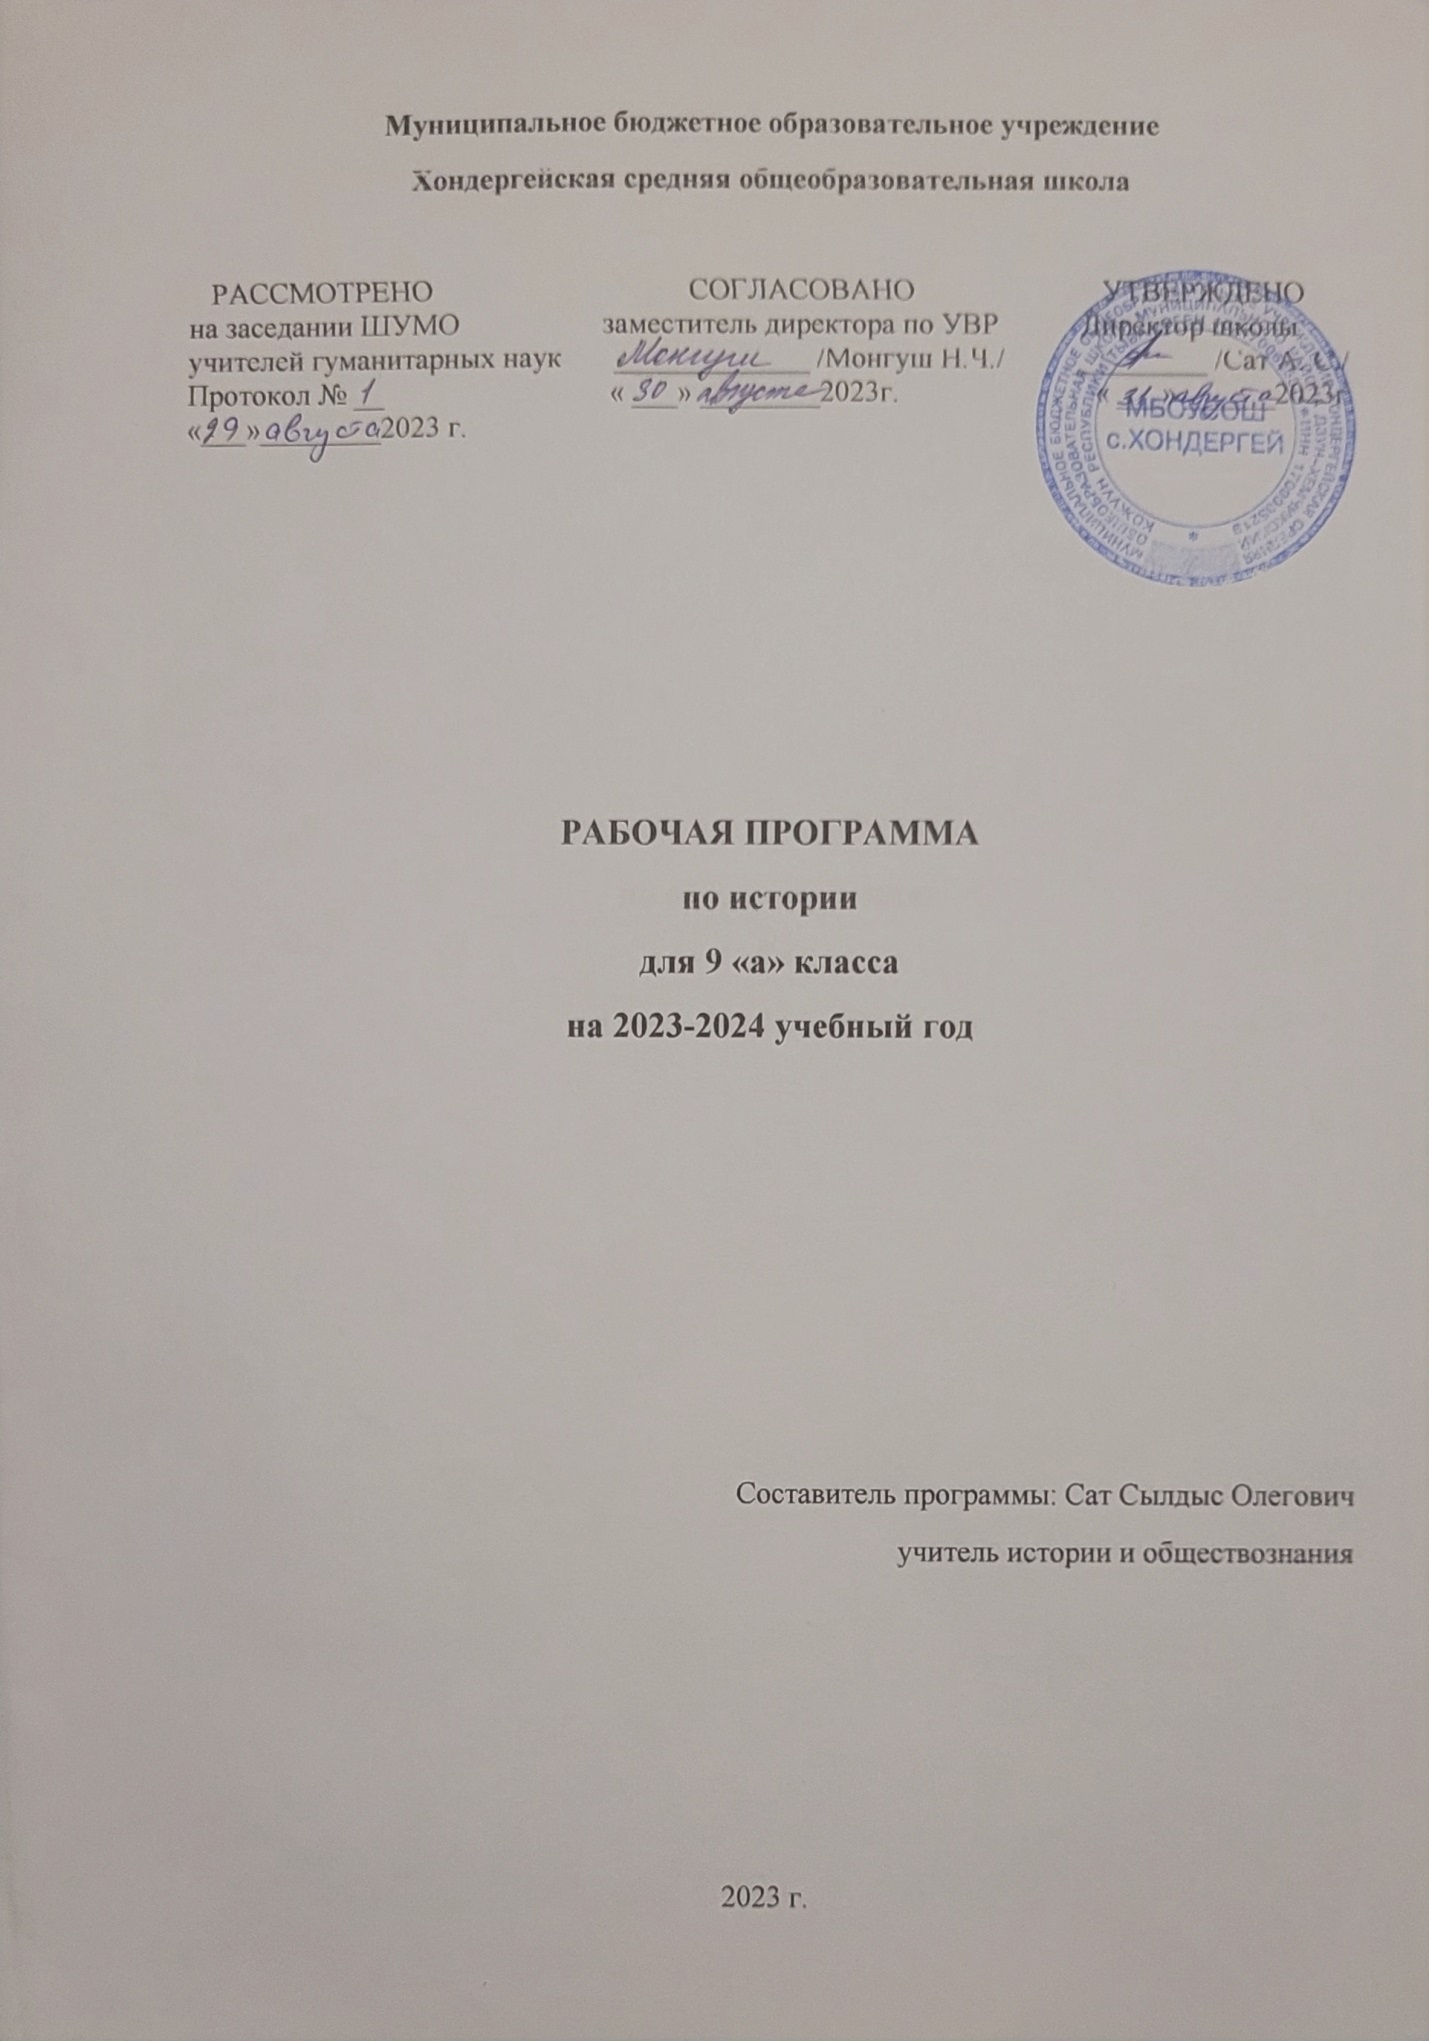 Муниципальное бюджетное образовательное учреждение
Хондергейская средняя общеобразовательная школа
РАССМОТРЕНО
на заседании ШУМО
учителей гуманитарных наук
Протокол № 1
«29» августа 2023 г.
СОГЛАСОВАНО
заместитель директора по УВР
Монгуш /Монгуш Н.Ч./
« 30 » августа 2023г.
УТВЕРЖДЕНО
Директор школы
/Сат А.
« 31 » августа 2023г
МБОУ СОШ
с.ХОНДЕРГЕЙ
РАБОЧАЯ ПРОГРАММА
по истории
для 9 «а» класса
на 2023-2024 учебный год
Составитель программы: Сат Сылдыс Олегович
учитель истории и обществознания
2023 г.